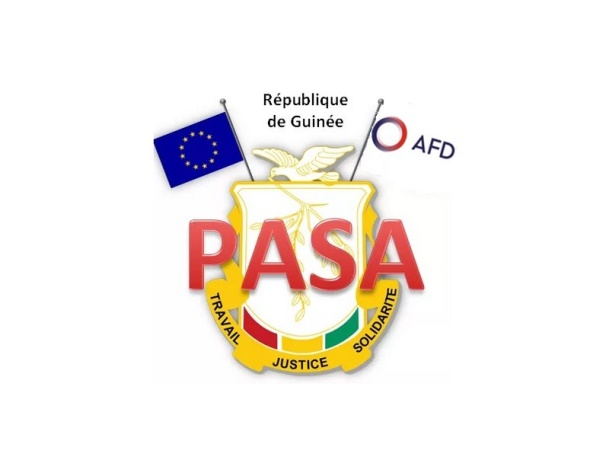 République
de Guinée
AFD
PASA
TRAVAIL
JUSTICE
SOLIDARITE